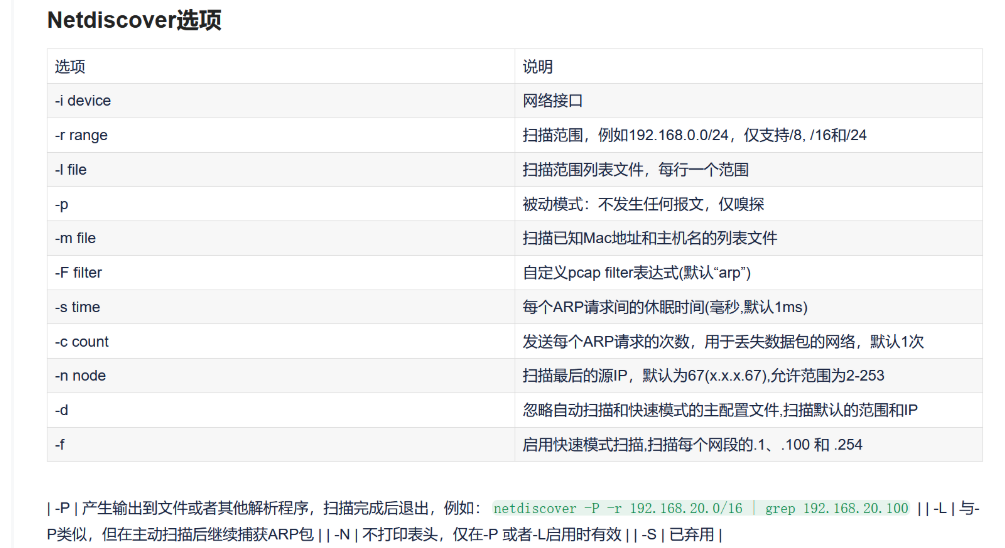 Netdiscover选项
选项 说明
-i device 网络接口
-r range 扫描范围，例如192.168.0.0/24，仅支持/8, /16和/24
-l file 扫描范围列表文件，每行一个范围
-p 被动模式：不发生任何报文，仅嗅探
-m file 扫描已知Mac地址和主机名的列表文件
-F filter 自定义pcap filter表达式(默认“arp”)
-s time 每个ARP请求间的休眠时间(毫秒,默认1ms)
-c count 发送每个ARP请求的次数，用于丢失数据包的网络，默认1次
-n node 扫描最后的源IP，默认为67(x.x.x.67),允许范围为2-253
-d 忽略自动扫描和快速模式的主配置文件,扫描默认的范围和IP
-f 启用快速模式扫描,扫描每个网段的.1、.100 和 .254
| -P | 产生输出到文件或者其他解析程序，扫描完成后退出，例如： netdiscover -P -r 192.168.20.0/16 | grep 192.168.20.100 | | -L | 与-
P类似，但在主动扫描后继续捕获ARP包 | | -N | 不打印表头，仅在-P 或者-L启用时有效 | | -S | 已弃用 |